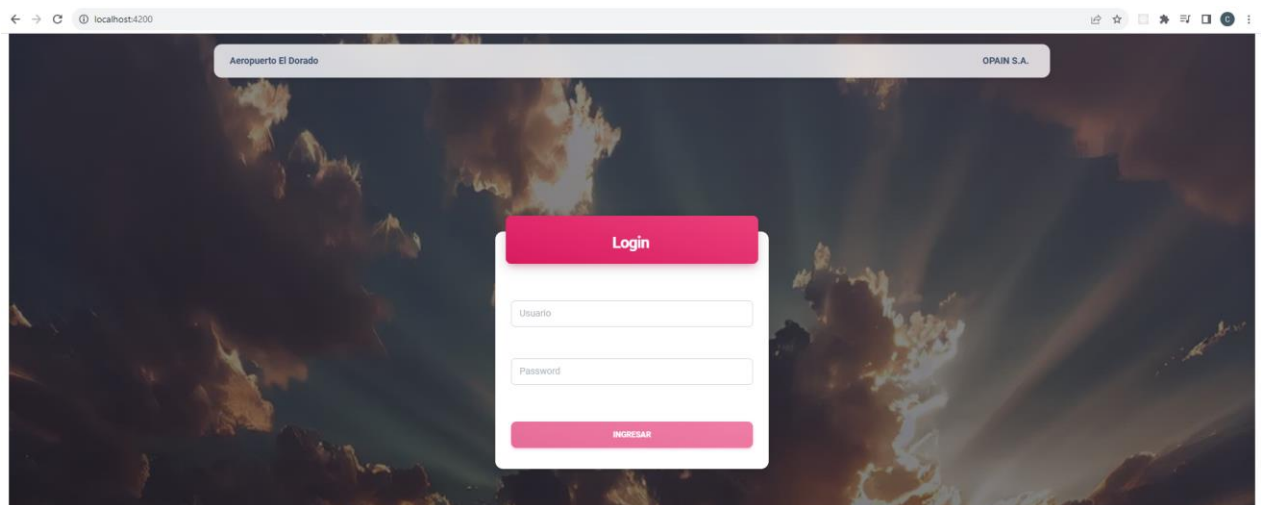 localhost:4200
C
Aeropuerto El Dorado
OPAIN S.A.
Login
Usuario
Password
INGRESAR